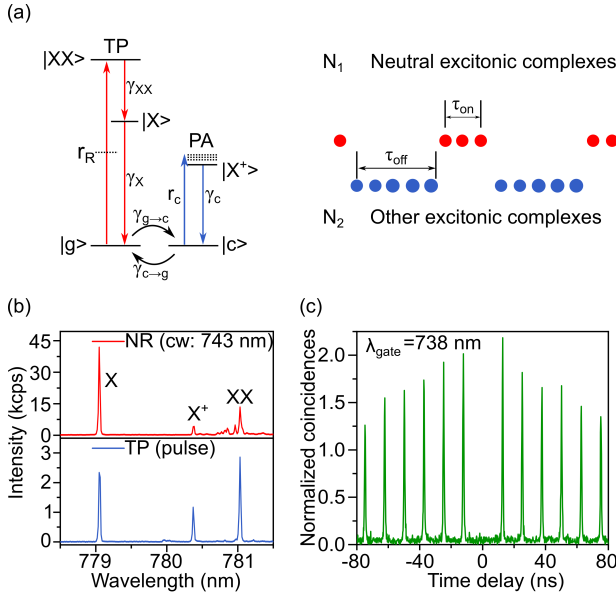 (a)
TP
|XX>
γXX
|X>
PA
|X+>
rR
γX
rc
γc
γg→c
|g>
|c>
γc→g
N1 Neutral excitonic complexes
τon
τoff
N2 Other excitonic complexes
(b)
45
30
15
0
NR (cw: 743 nm)
X
X+
XX
3
2
1
0
TP (pulse)
Intensity (kcps)
779 780 781
Wavelength (nm)
(c)
λgate=738 nm
2.0
1.5
1.0
0.5
0.0
Normalized coincidences
-80 -40 0 40 80
Time delay (ns)